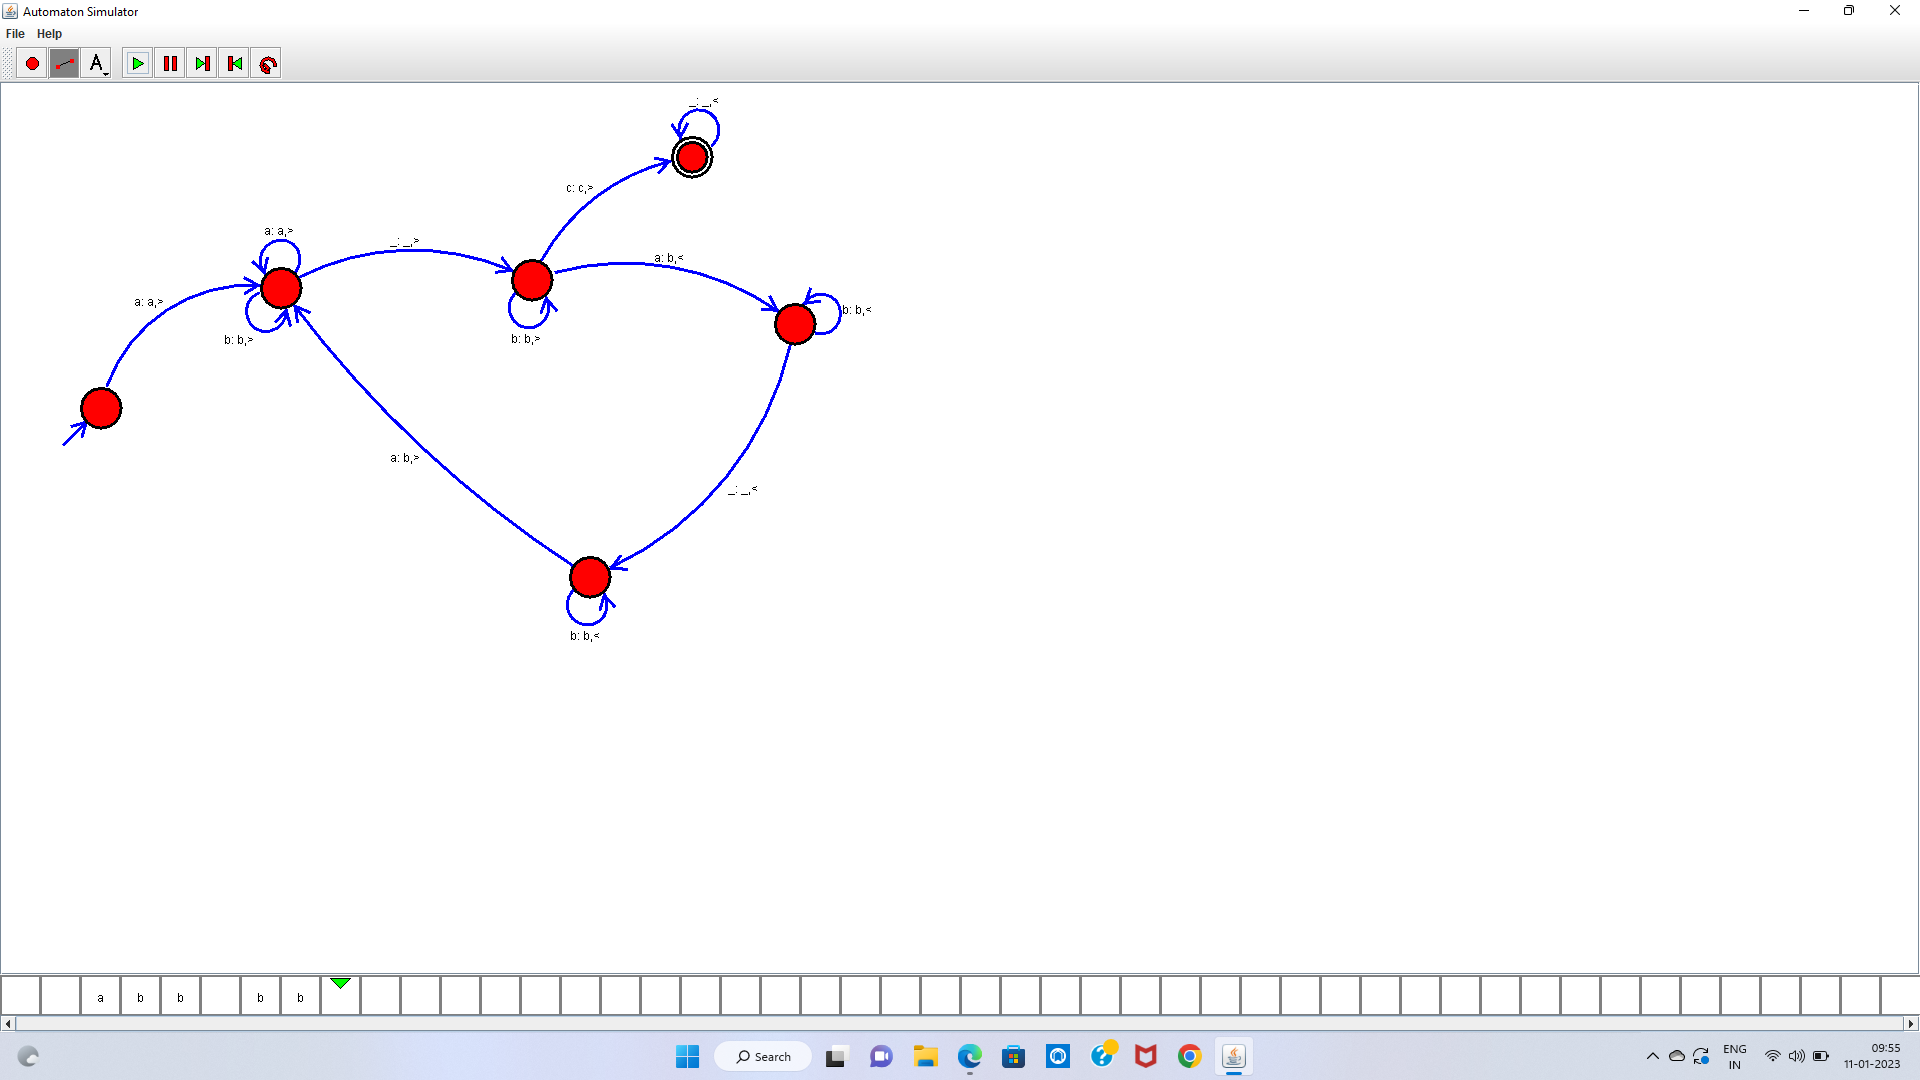 Automaton Simulator
File Help
A
_: _,<
c: c,>
a: a,>
_: _,>
a: b,<
a: a,>
b: b,<
b: b,>
b: b,>
a: b,>
_: _,<
b: b,<
a b b b b
Search
ENG
IN
09:55
11-01-2023